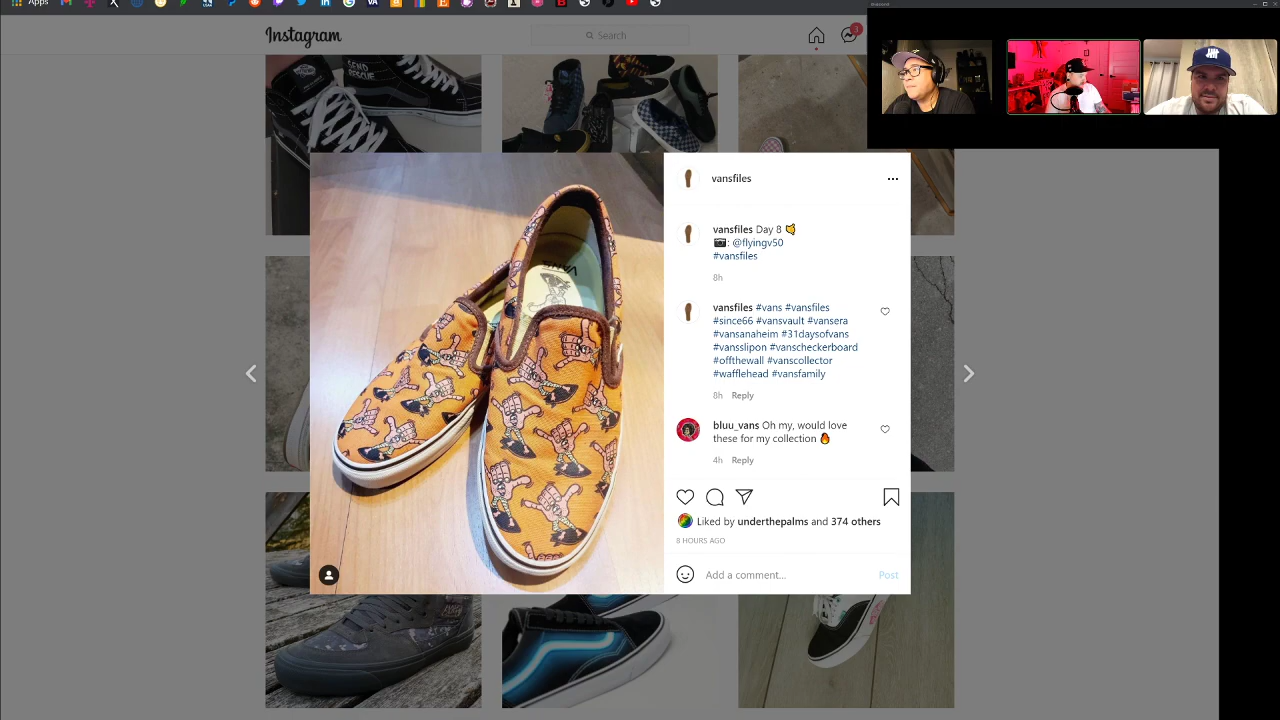 Apps
Instagram
Search
3
SEND
RESCUE
VANS
vansfiles
vansfiles Day 8
: @flyingv50
#vansfiles
8h
vansfiles #vans #vansfiles
#since66 #vansvault #vansera
#vansanaheim #31daysofvans
#vansslipon #vanscheckerboard
#offthewall #vanscollector
#wafflehead #vansfamily
8h Reply
bluu_vans Oh my, would love
these for my collection
4h Reply
Liked by underthepalms and 374 others
8 HOURS AGO
Add a comment...
Post